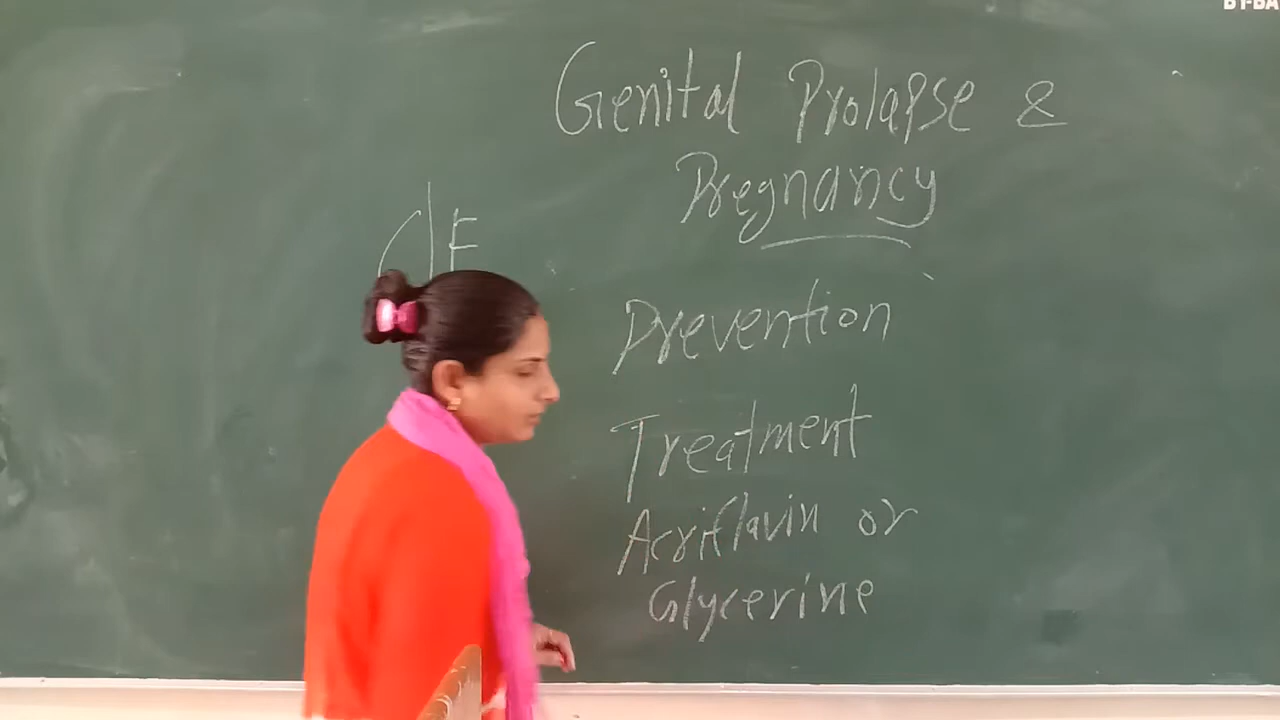 Genital Prolapse &
Pregnancy
C/F
Prevention
Treatment
Acriflavin or
Glycerine